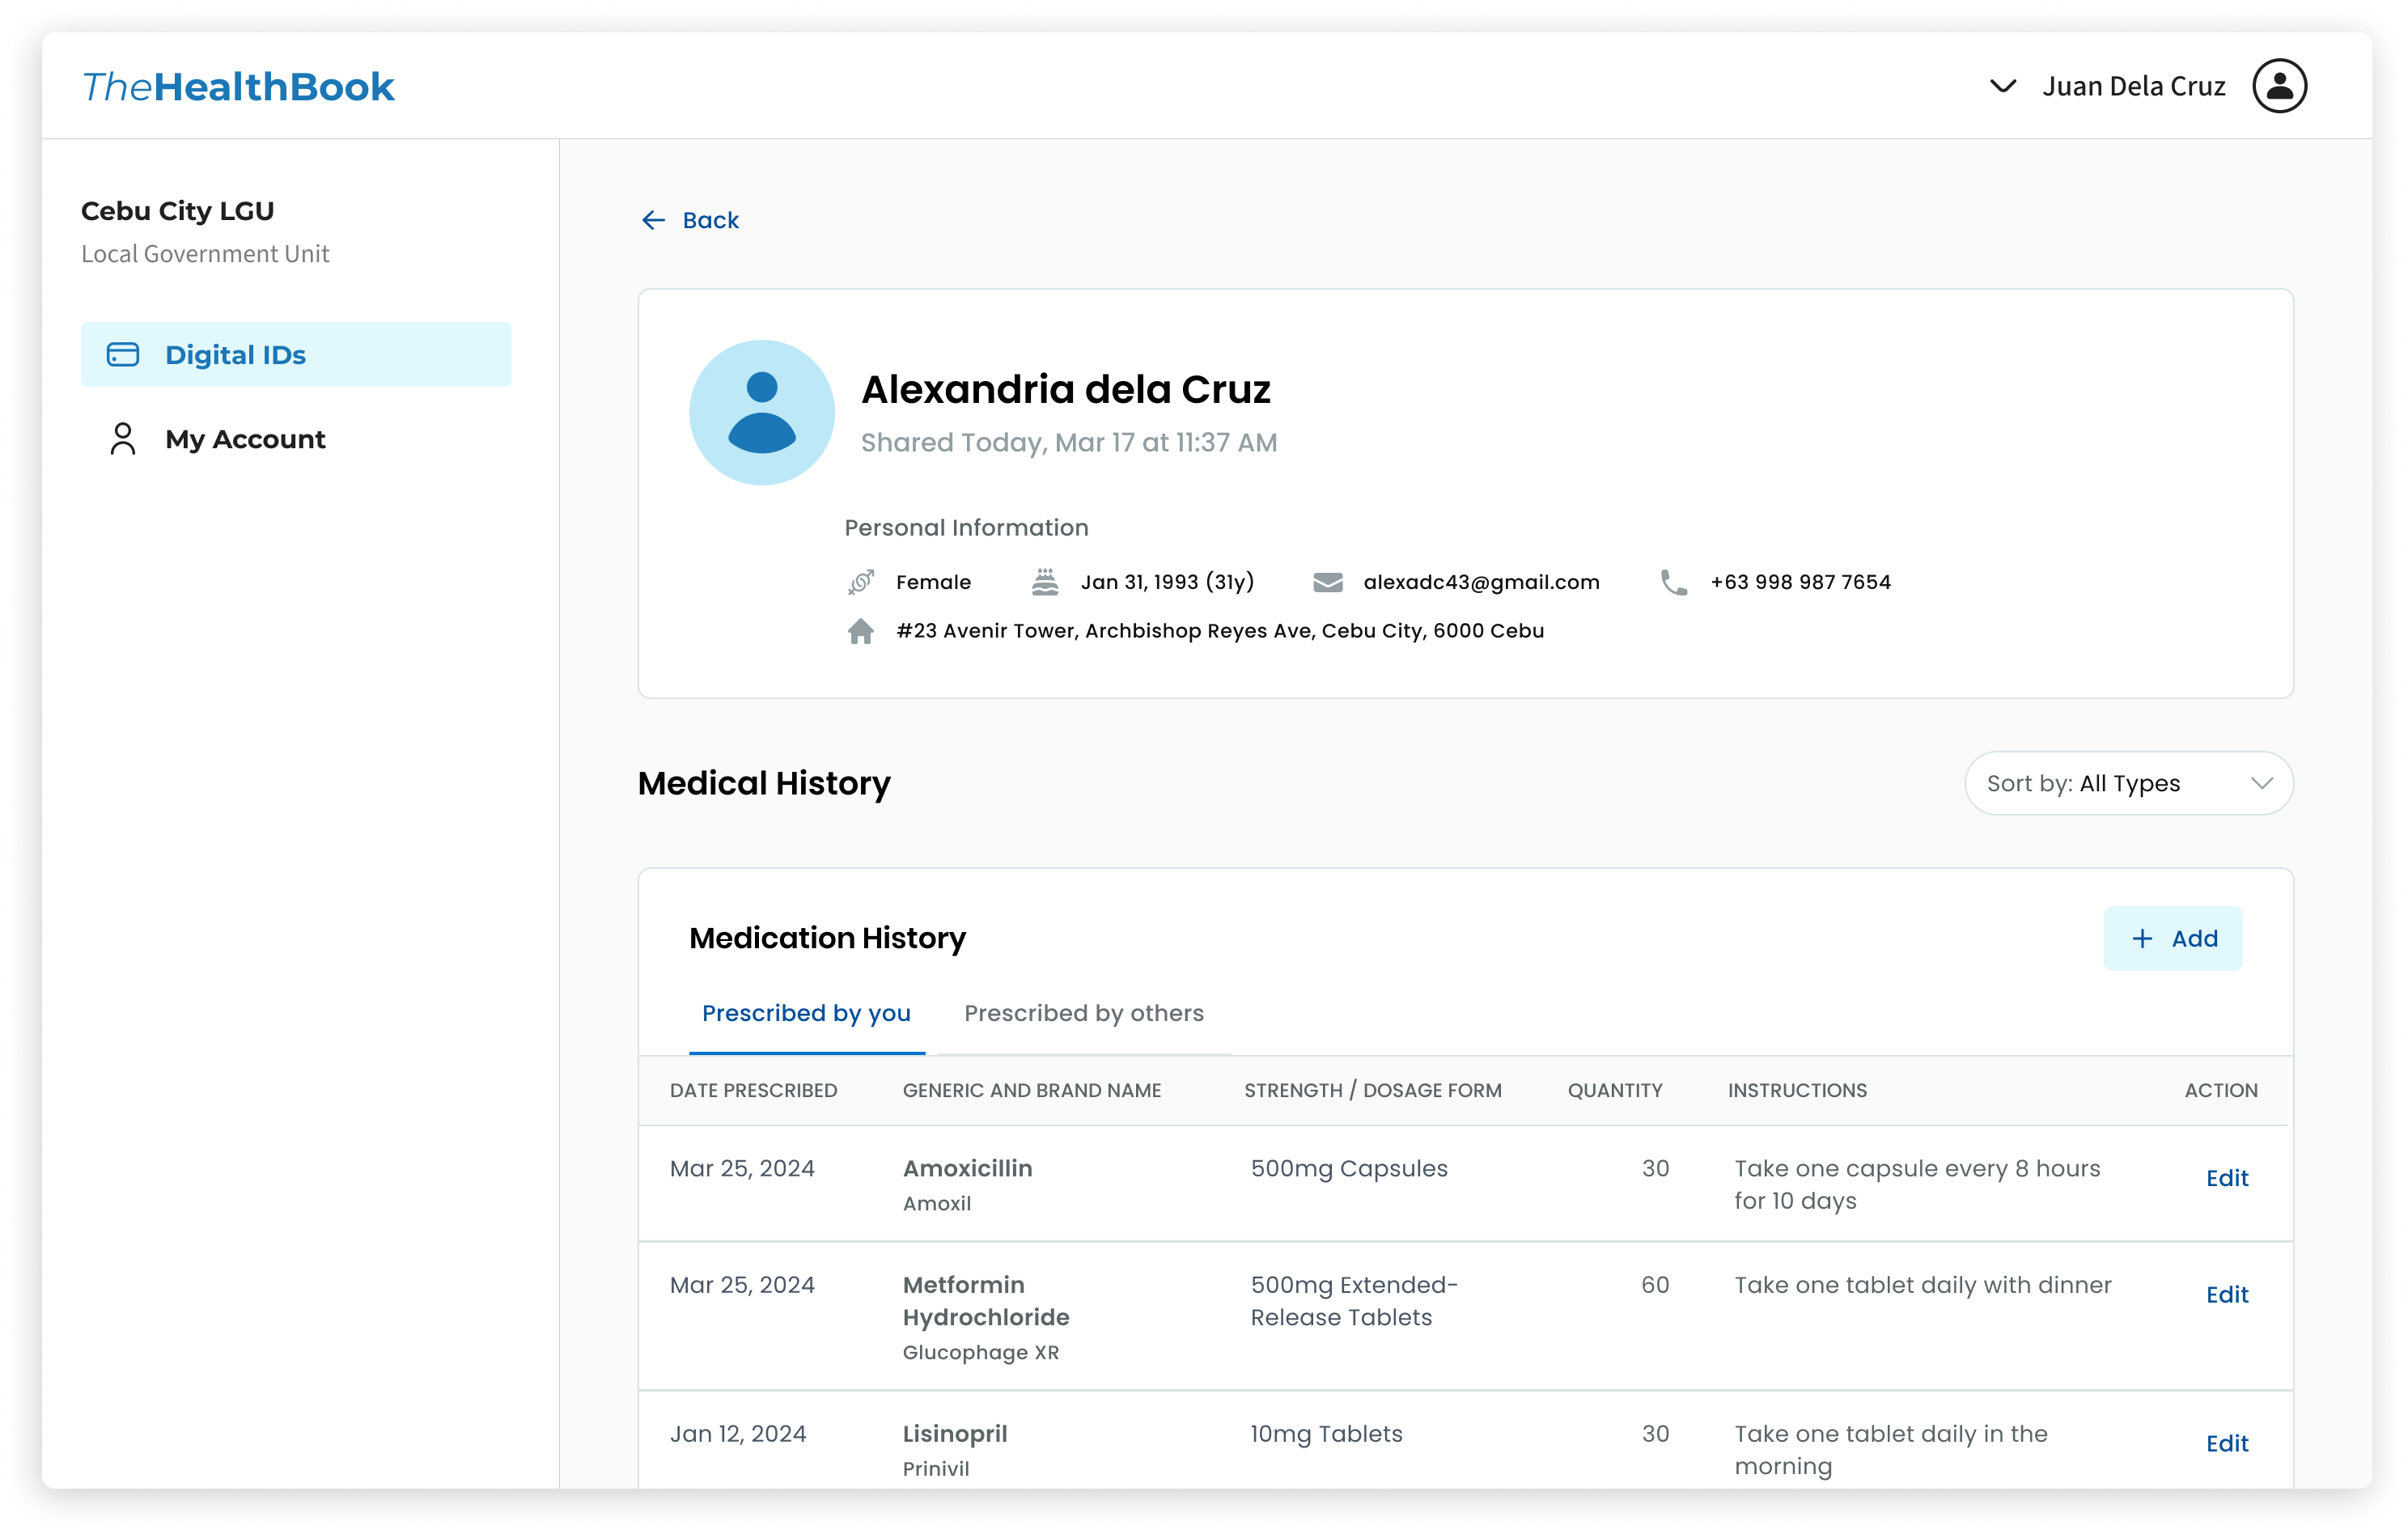 TheHealthBook
Juan Dela Cruz
Cebu City LGU
Local Government Unit
Digital IDs
My Account
Back
Alexandria dela Cruz
Shared Today, Mar 17 at 11:37 AM
Personal Information
Female Jan 31, 1993 (31y) alexadc43@gmail.com +63 998 987 7654
#23 Avenir Tower, Archbishop Reyes Ave, Cebu City, 6000 Cebu
Medical History
Sort by: All Types
Medication History
+ Add
Prescribed by you Prescribed by others
DATE PRESCRIBED GENERIC AND BRAND NAME STRENGTH / DOSAGE FORM QUANTITY INSTRUCTIONS ACTION
Mar 25, 2024 Amoxicillin 500mg Capsules 30 Take one capsule every 8 hours Edit
Amoxil for 10 days
Mar 25, 2024 Metformin 500mg Extended- 60 Take one tablet daily with dinner Edit
Hydrochloride Release Tablets
Glucophage XR
Jan 12, 2024 Lisinopril 10mg Tablets 30 Take one tablet daily in the Edit
Prinivil morning